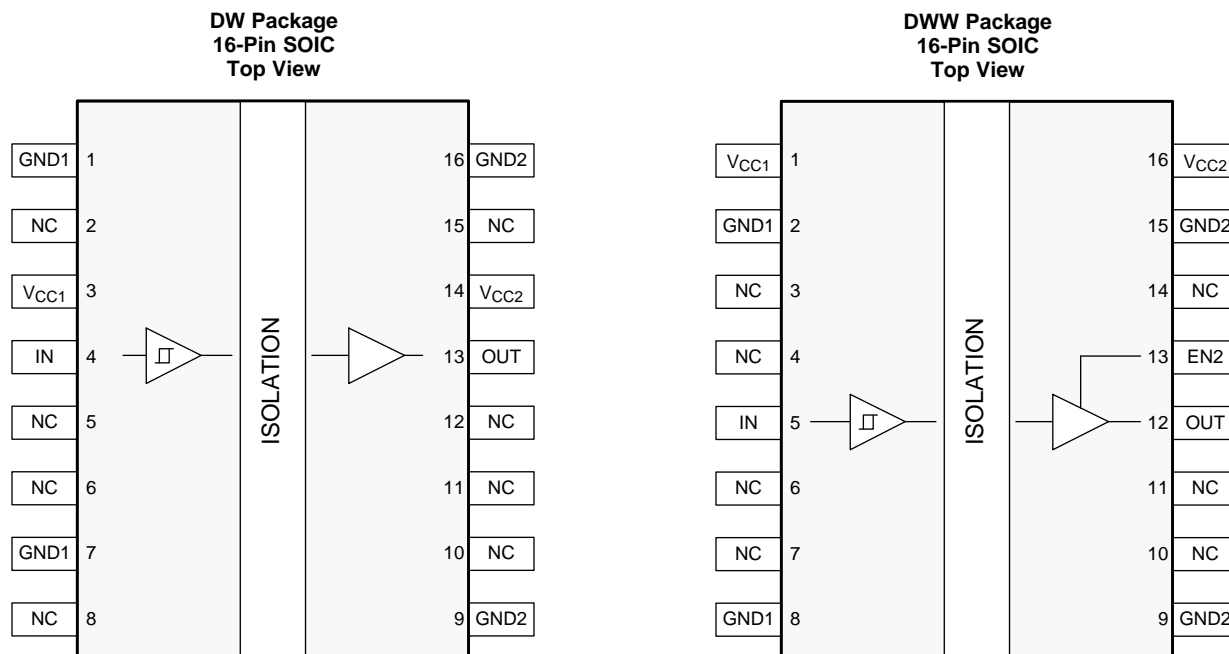 DW Package
16-Pin SOIC
Top View
GND1 1
NC 2
VCC1 3
IN 4
NC 5
NC 6
GND1 7
NC 8
ISOLATION
16 GND2
15 NC
14 VCC2
13 OUT
12 NC
11 NC
10 NC
9 GND2
DWW Package
16-Pin SOIC
Top View
VCC1 1
GND1 2
NC 3
NC 4
IN 5
NC 6
NC 7
GND1 8
ISOLATION
16 VCC2
15 GND2
14 NC
13 EN2
12 OUT
11 NC
10 NC
9 GND2